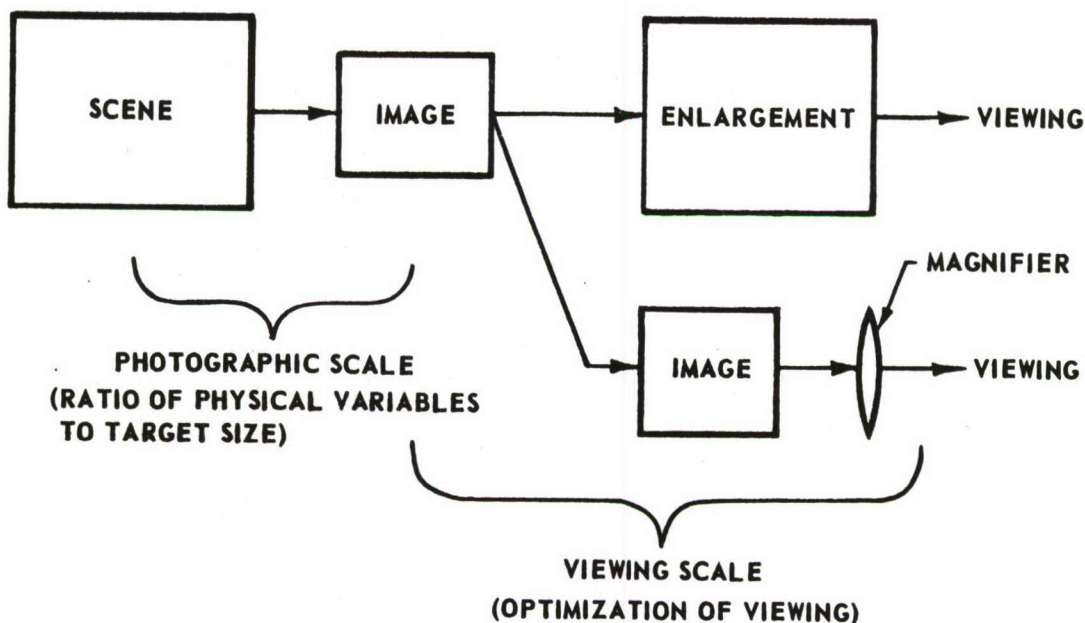 SCENE
IMAGE
ENLARGEMENT
VIEWING
MAGNIFIER
PHOTOGRAPHIC SCALE
(RATIO OF PHYSICAL VARIABLES
TO TARGET SIZE)
IMAGE
VIEWING
VIEWING SCALE
(OPTIMIZATION OF VIEWING)